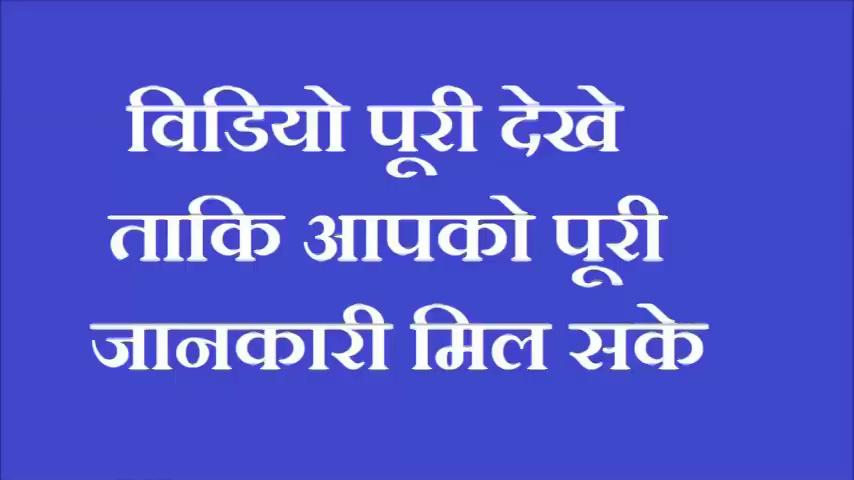 विडियो पूरी देखे
ताकि आपको पूरी
जानकारी मिल सके